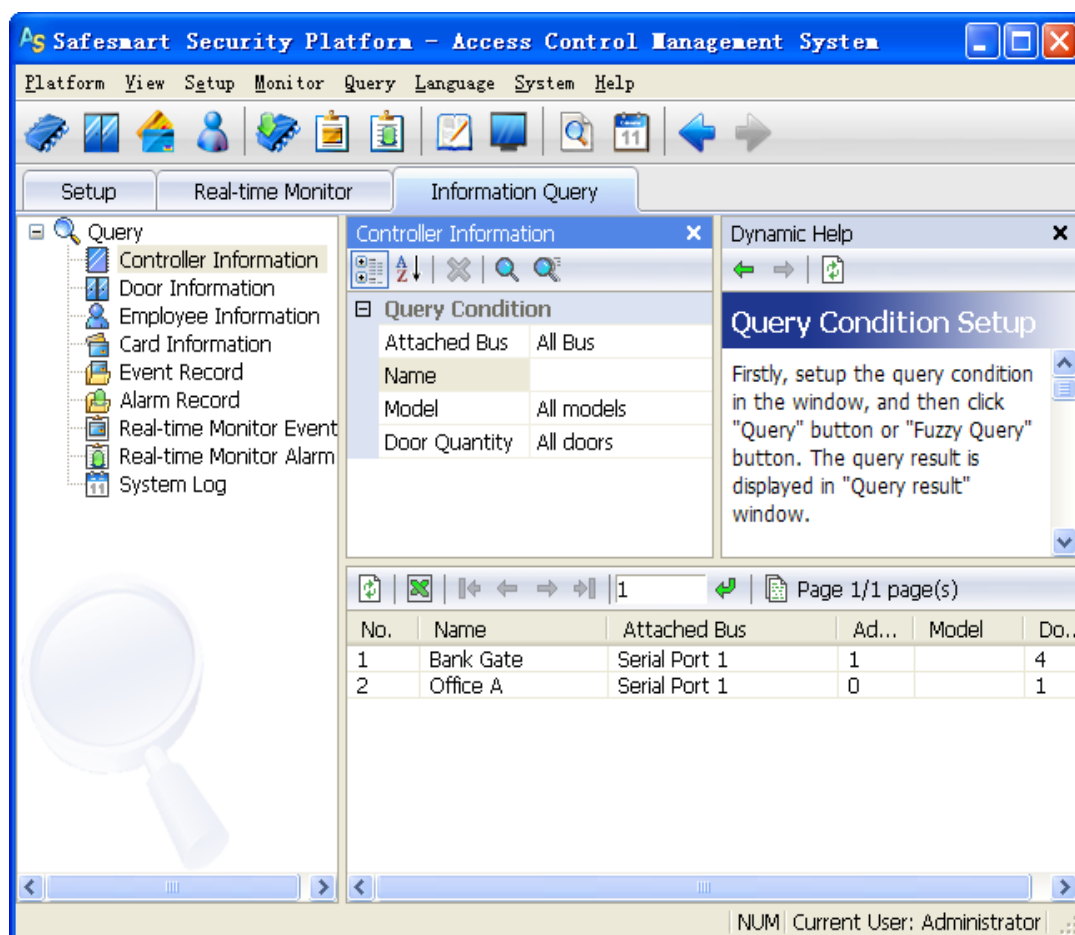 AS Safesmart Security Platform - Access Control Management System
Platform View Setup Monitor Query Language System Help
11
Setup Real-time Monitor Information Query
Query
Controller Information
Door Information
Employee Information
Card Information
Event Record
Alarm Record
Real-time Monitor Event
Real-time Monitor Alarm
11 System Log
Controller Information
A
Z
Query Condition
Attached Bus All Bus
Name
Model All models
Door Quantity All doors
Dynamic Help
Query Condition Setup
Firstly, setup the query condition
in the window, and then click
"Query" button or "Fuzzy Query"
button. The query result is
displayed in "Query result"
window.
1 Page 1/1 page(s)
No. Name Attached Bus Ad... Model Do...
1 Bank Gate Serial Port 1 1 4
2 Office A Serial Port 1 0 1
NUM Current User: Administrator